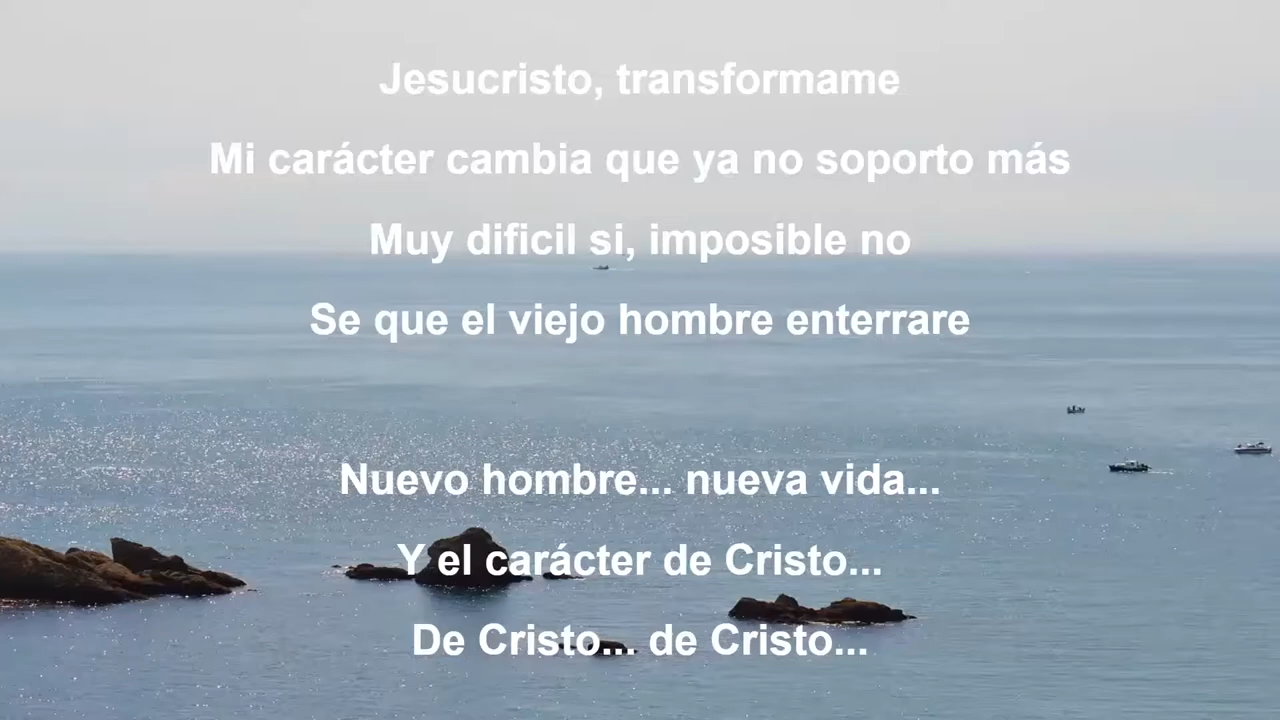 Jesucristo, transformame
Mi carácter cambia que ya no soporto más
Muy dificil si, imposible no
Se que el viejo hombre enterrare
Nuevo hombre... nueva vida...
Y el carácter de Cristo...
De Cristo... de Cristo...